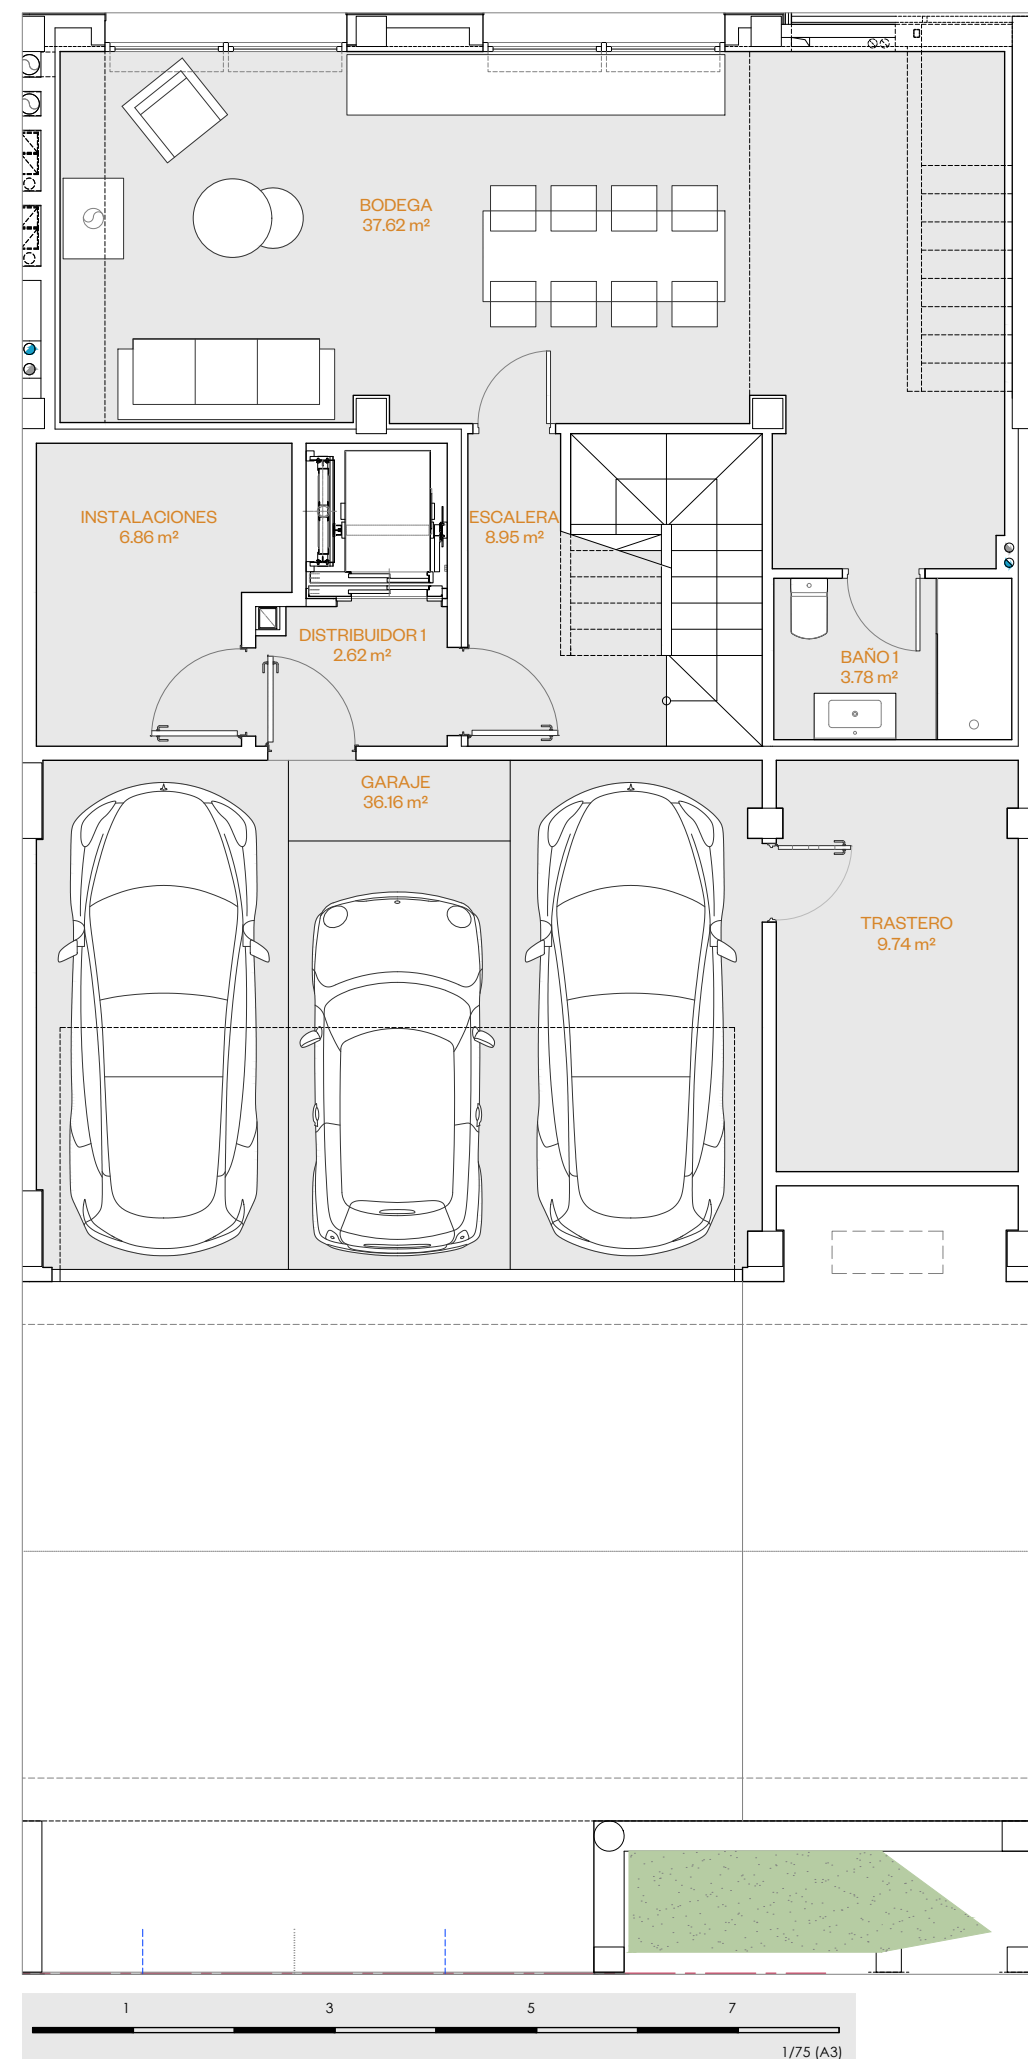 BODEGA
37.62 m²
INSTALACIONES
6.86 m²
ESCALERA
8.95 m²
DISTRIBUIDOR 1
2.62 m²
BAÑO 1
3.78 m²
GARAJE
36.16 m²
TRASTERO
9.74 m²
1 3 5 7
1/75 (A3)